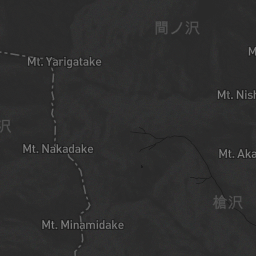 間ノ沢
M
Mt. Yarigatake
Mt. Nish
沢
Mt. Nakadake
Mt. Aka
槍沢
Mt. Minamidake